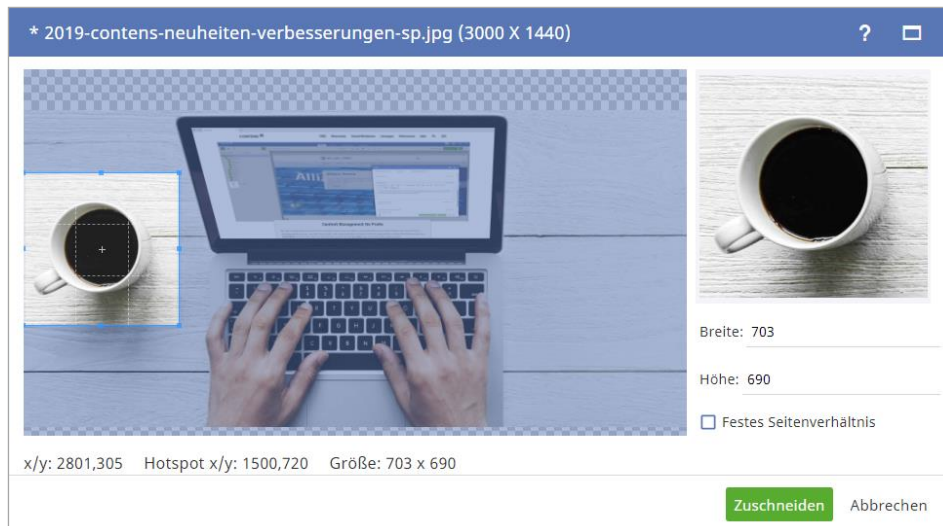 * 2019-contens-neuheiten-verbesserungen-sp.jpg (3000 X 1440)
?
Breite: 703
Höhe: 690
Festes Seitenverhältnis
x/y: 2801,305 Hotspot x/y: 1500,720 Größe: 703 x 690
Zuschneiden Abbrechen